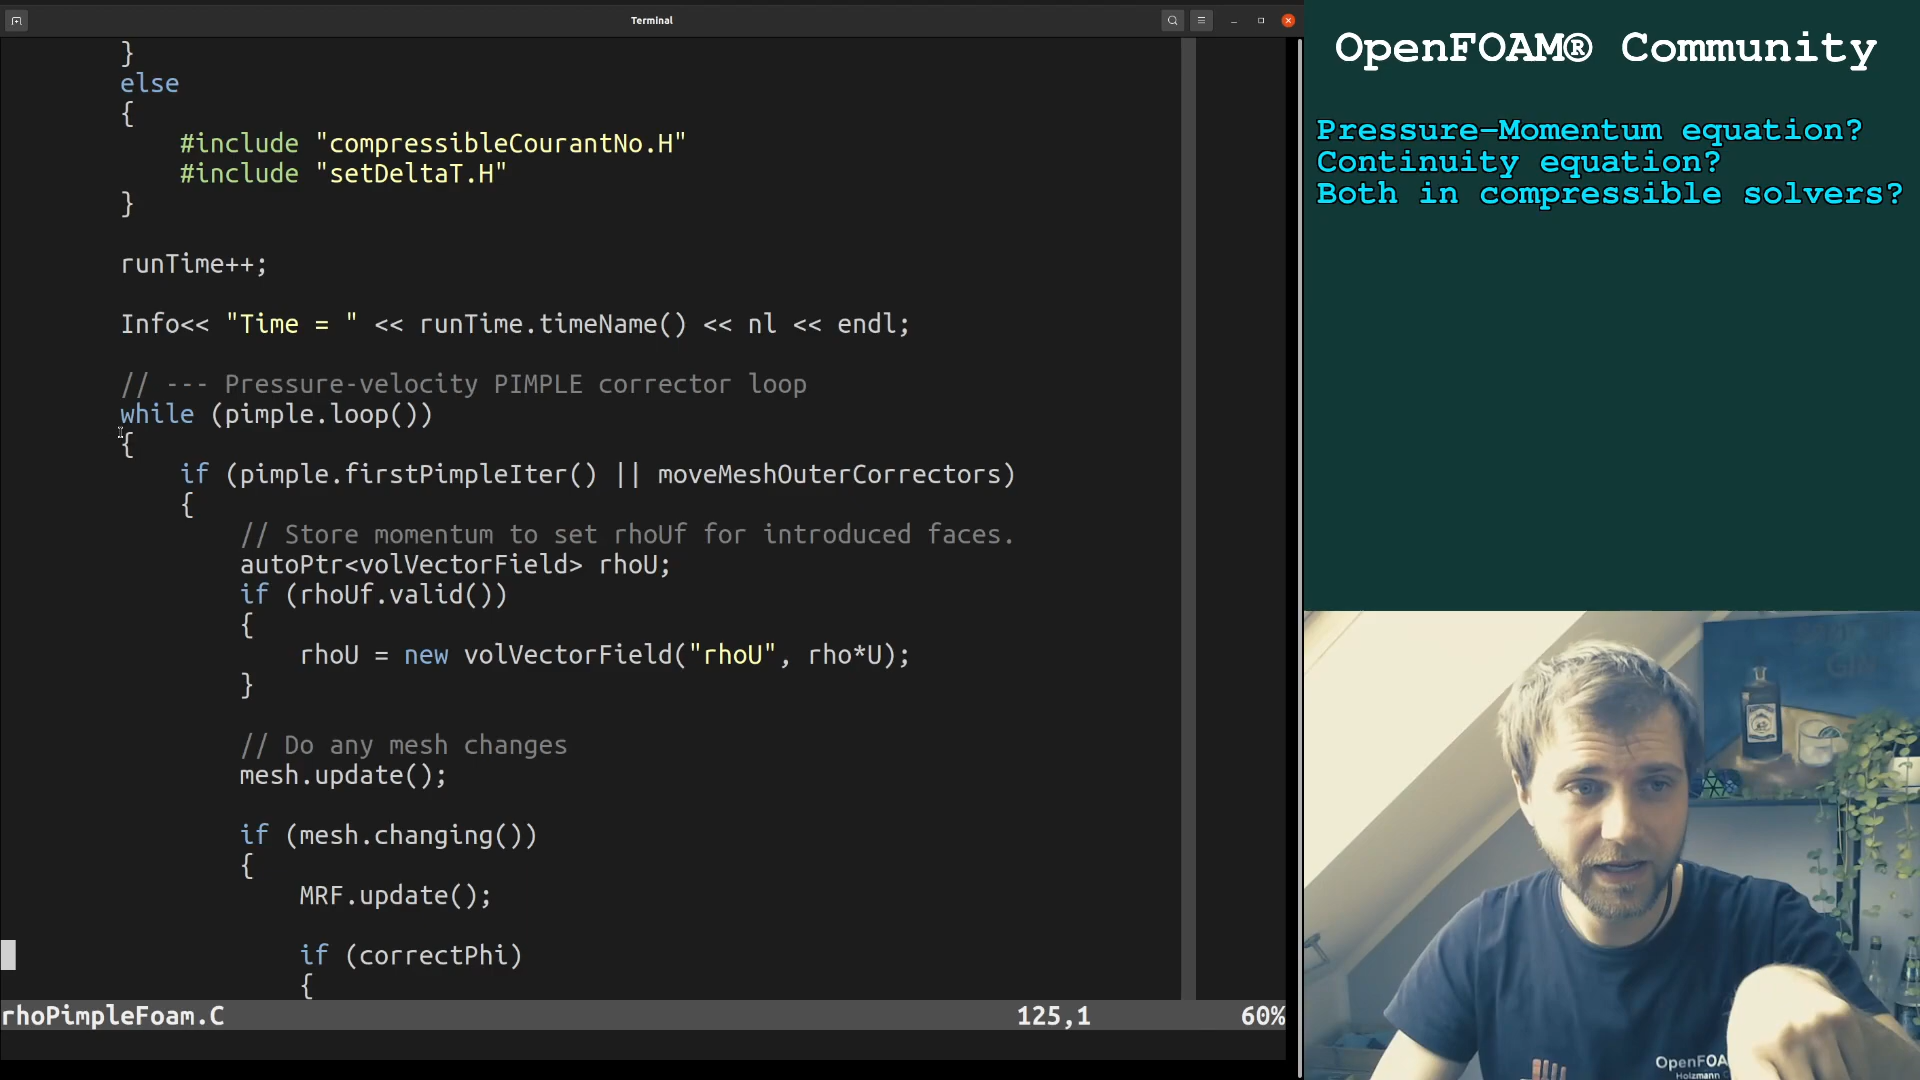 Terminal
}
else
{
#include "compressibleCourantNo.H"
#include "setDeltaT.H"
}
runTime++;
Info<< "Time = " << runTime.timeName() << nl << endl;
// --- Pressure-velocity PIMPLE corrector loop
while (pimple.loop())
{
if (pimple.firstPimpleIter() || moveMeshOuterCorrectors)
{
// Store momentum to set rhoUf for introduced faces.
autoPtr<volVectorField> rhoU;
if (rhoUf.valid())
{
rhoU = new volVectorField("rhoU", rho*U);
}
// Do any mesh changes
mesh.update();
if (mesh.changing())
{
MRF.update();
if (correctPhi)
{
rhoPimpleFoam.C 125,1 60%
OpenFOAM® Community
Pressure-Momentum equation?
Continuity equation?
Both in compressible solvers?
GIN
OpenFOA
Holzmann C